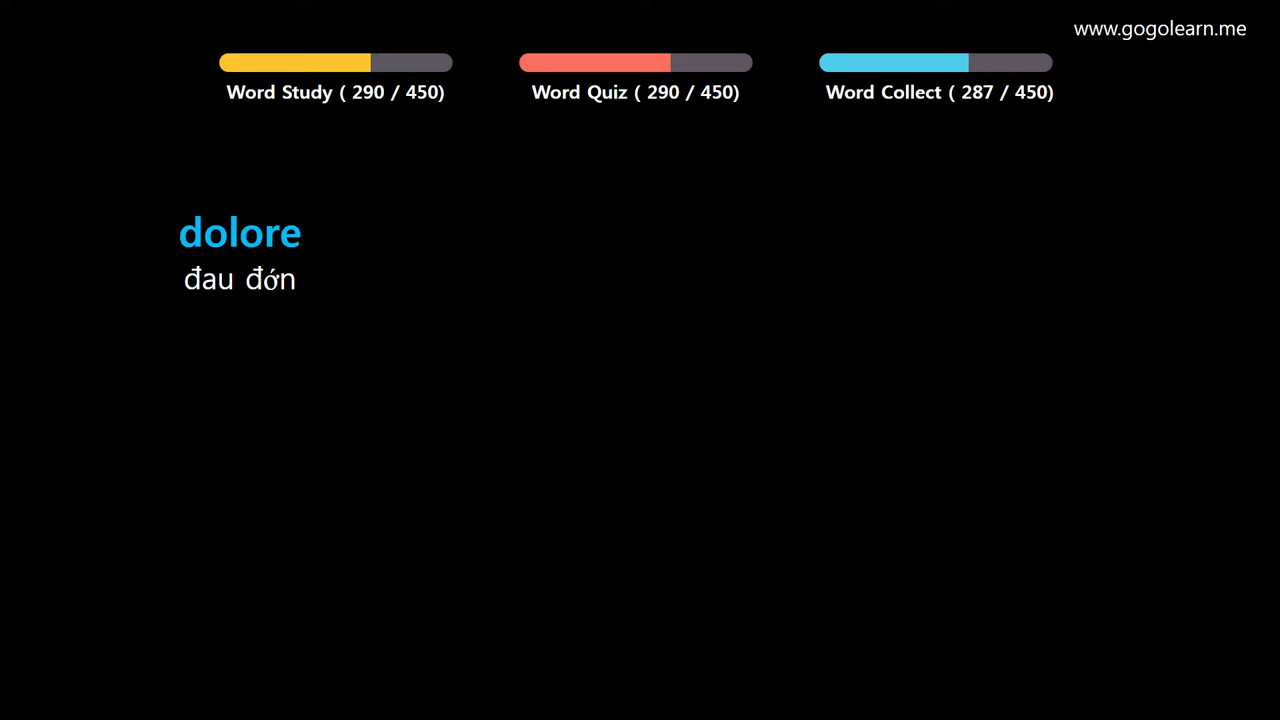 www.gogolearn.me
Word Study ( 290 / 450)
Word Quiz ( 290 / 450)
Word Collect ( 287 / 450)
dolore
đau đớn